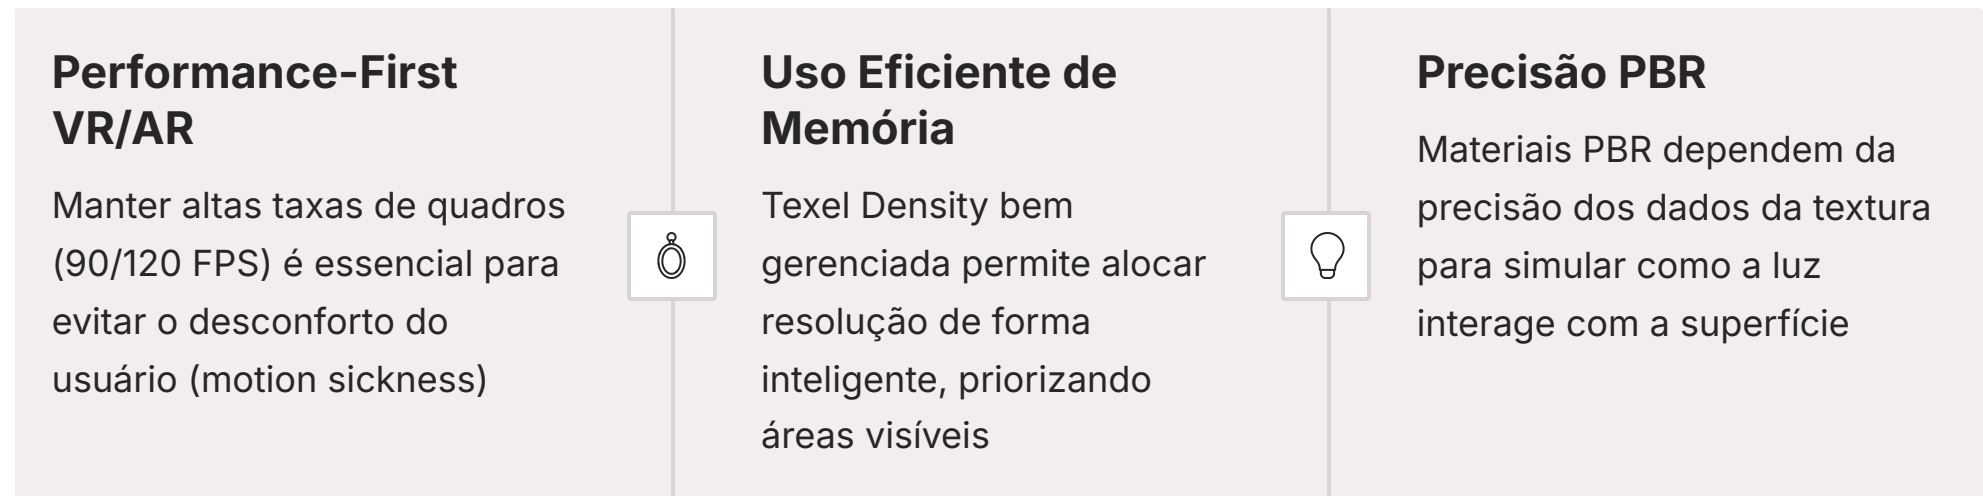 Performance-First
VR/AR
Manter altas taxas de quadros
(90/120 FPS) é essencial para
evitar o desconforto do
usuário (motion sickness)
Uso Eficiente de
Memória
Texel Density bem
gerenciada permite alocar
resolução de forma
inteligente, priorizando
áreas visíveis
Precisão PBR
Materiais PBR dependem da
precisão dos dados da textura
para simular como a luz
interage com a superfície